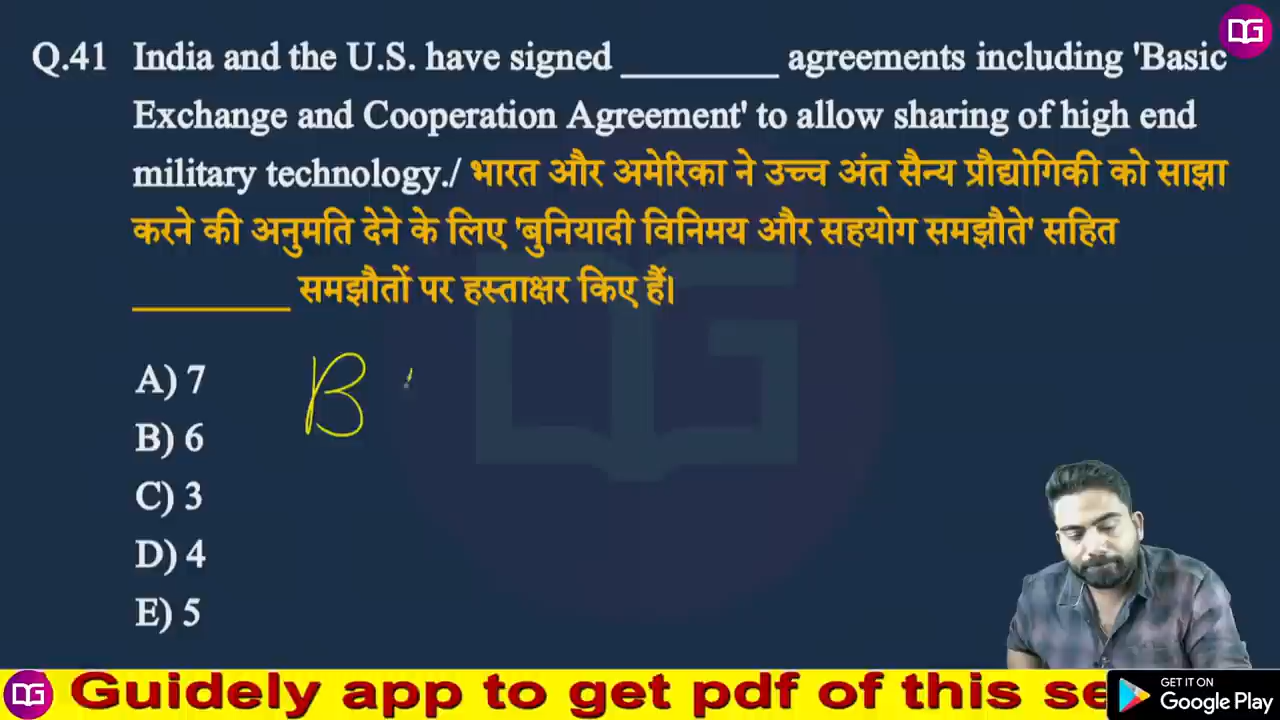 Q.41 India and the U.S. have signed ________ agreements including 'Basic
Exchange and Cooperation Agreement' to allow sharing of high end
military technology./ भारत और अमेरिका ने उच्च अंत सैन्य प्रौद्योगिकी को साझा
करने की अनुमति देने के लिए 'बुनियादी विनिमय और सहयोग समझौते' सहित
________ समझौतों पर हस्ताक्षर किए हैं।
A) 7
B) 6
C) 3
D) 4
E) 5
B
DG
DG
DG Guidely app to get pdf of this se
GET IT ON
Google Play